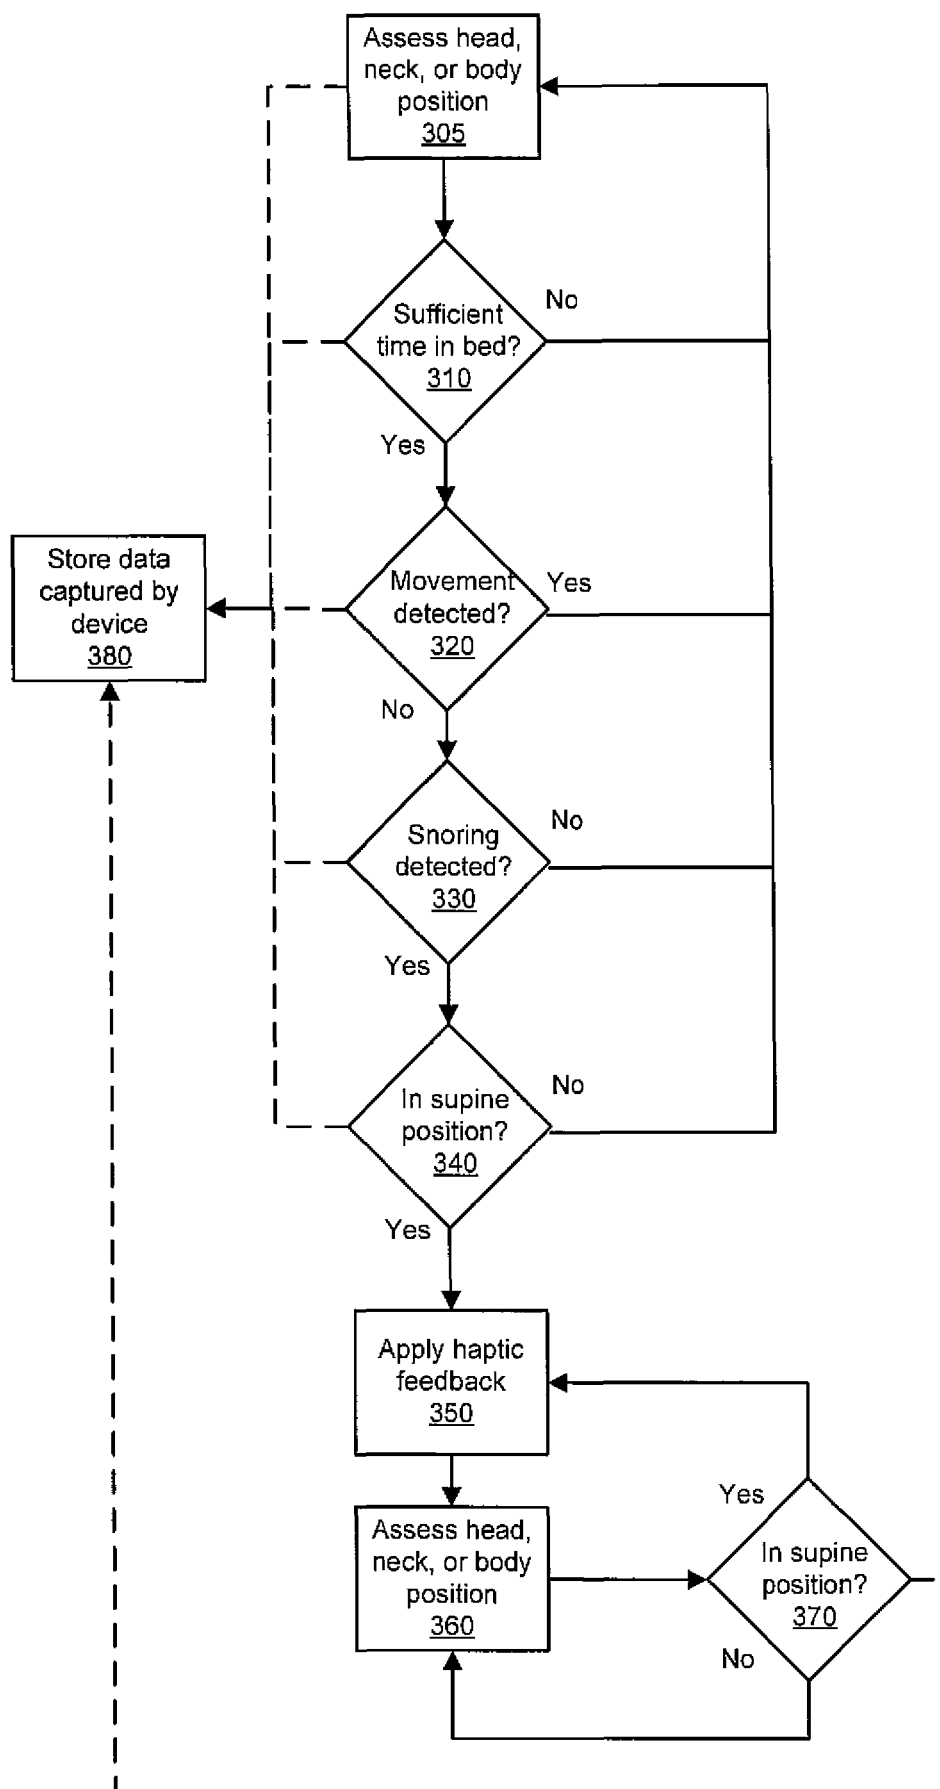 Assess head,
neck, or body
position
305
Sufficient
time in bed?
310
No
Yes
Movement
detected?
320
Yes
No
Store data
captured by
device
380
Snoring
detected?
330
No
Yes
In supine
position?
340
No
Yes
Apply haptic
feedback
350
Assess head,
neck, or body
position
360
Yes
In supine
position?
370
No